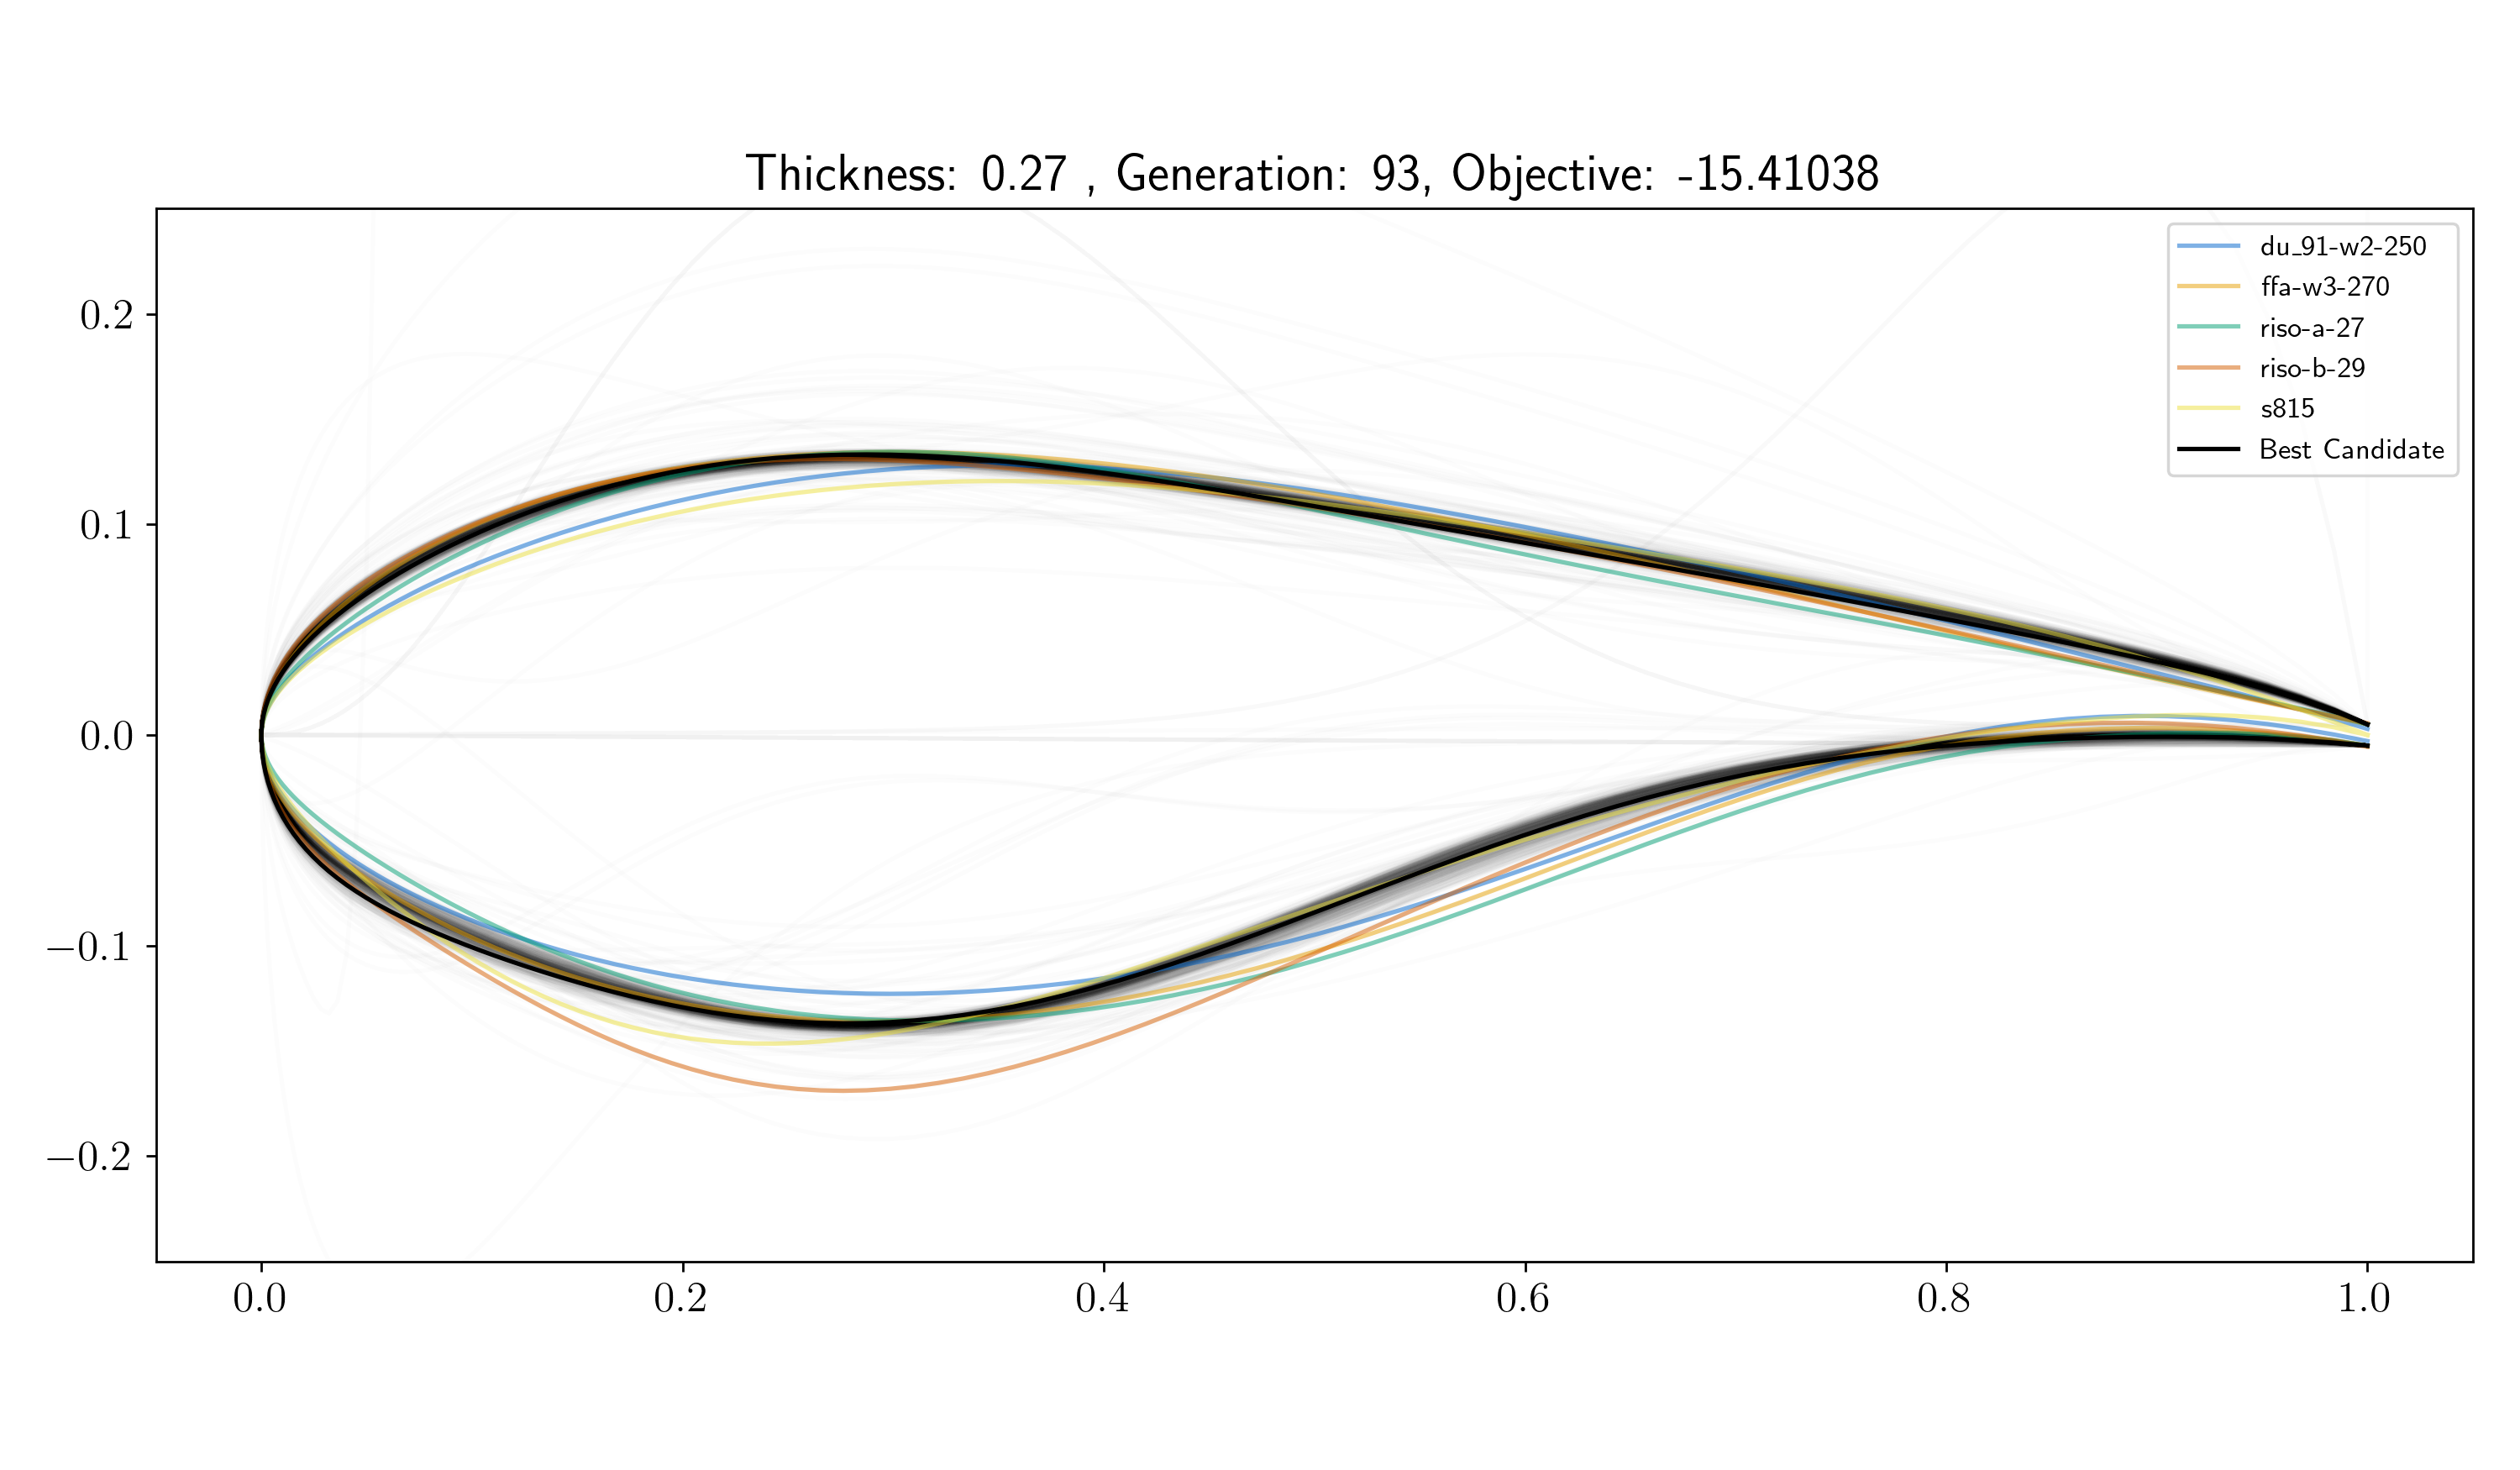 Thickness: 0.27 , Generation: 93, Objective: -15.41038
du_91-w2-250
ffa-w3-270
riso-a-27
riso-b-29
s815
Best Candidate
0.2
0.1
0.0
−0.1
−0.2
0.0 0.2 0.4 0.6 0.8 1.0